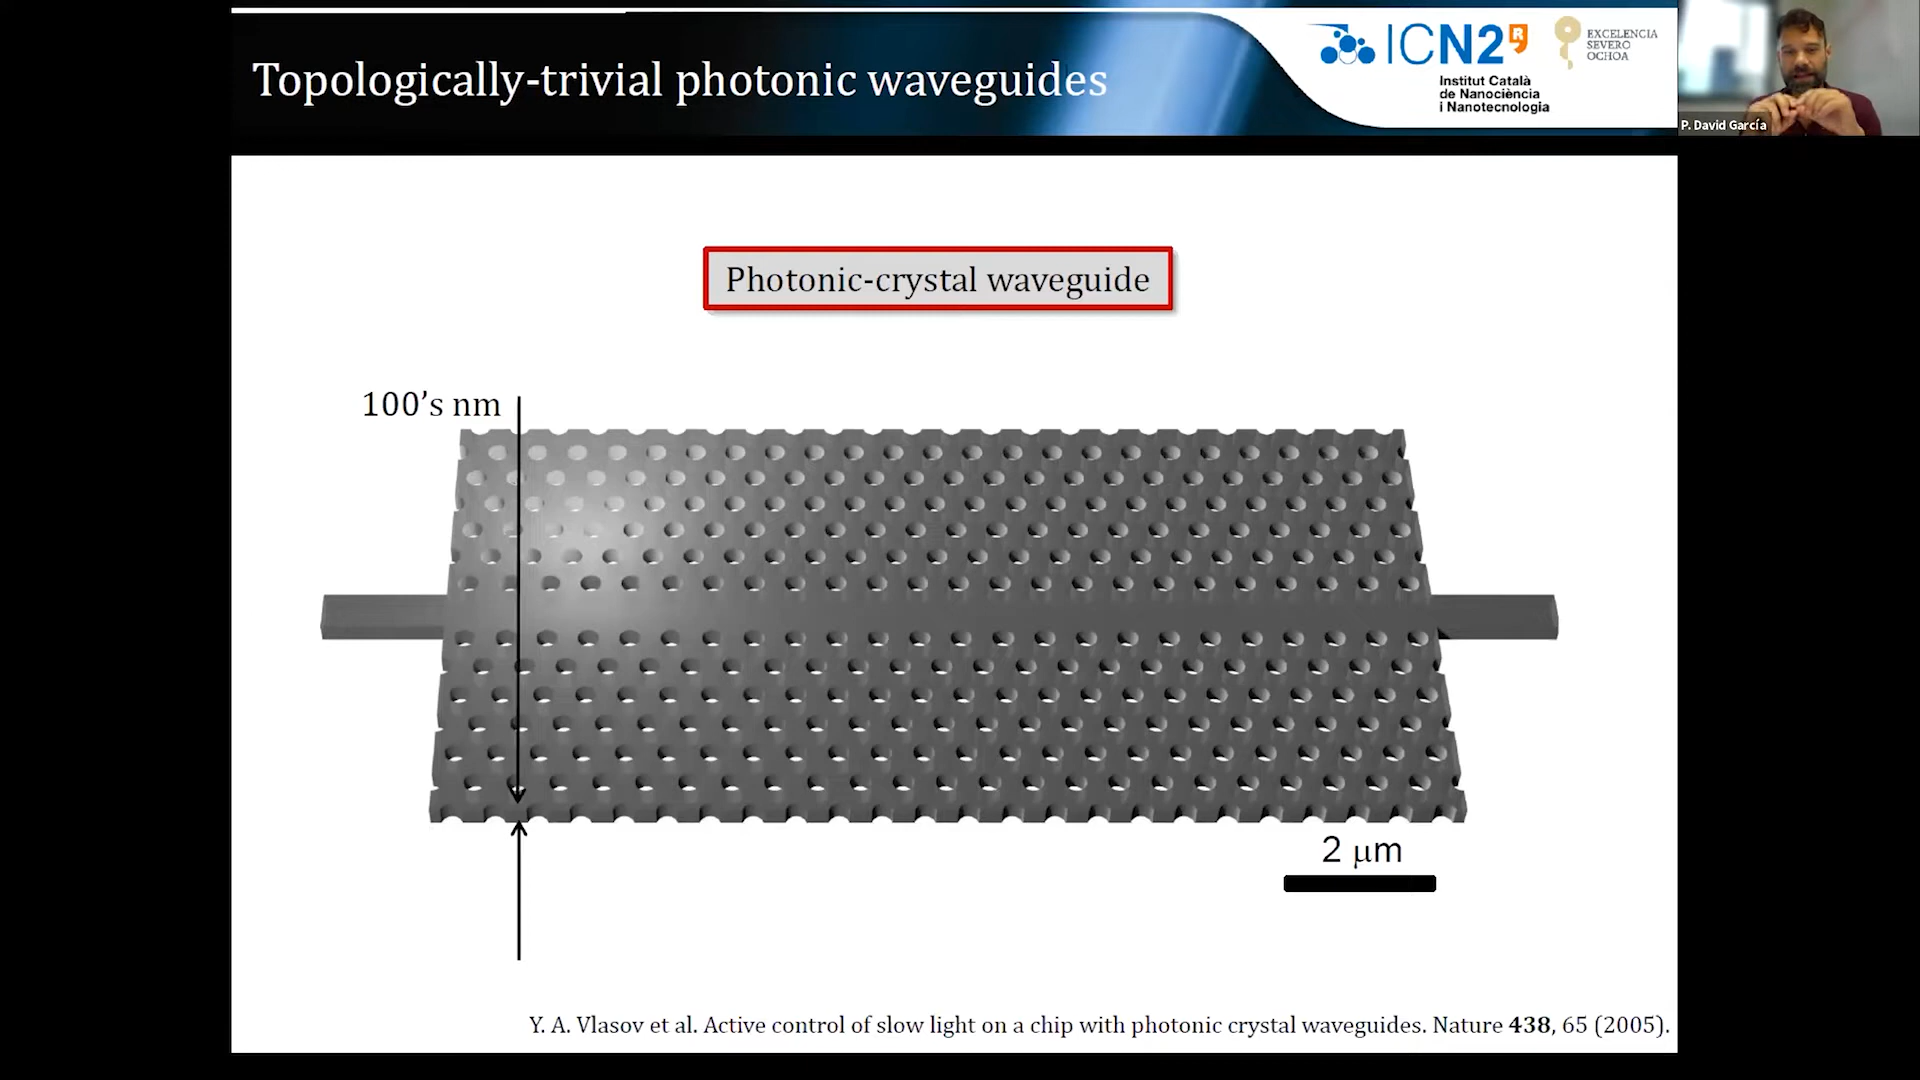 Topologically-trivial photonic waveguides
ICN2R
Institut Català
de Nanociència
i Nanotecnologia
EXCELENCIA
SEVERO
OCHOA
P. David García
Photonic-crystal waveguide
100’s nm
2 μm
Y. A. Vlasov et al. Active control of slow light on a chip with photonic crystal waveguides. Nature 438, 65 (2005).